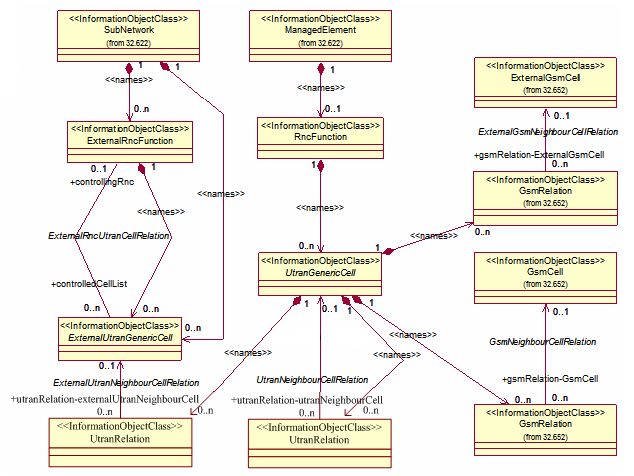 <<InformationObjectClass>>
SubNetwork
(from 32.622)
<<InformationObjectClass>>
ManagedElement
(from 32.622)
1
1
1
<<names>>
<<names>>
<<InformationObjectClass>>
ExternalGsmCell
(from 32.652)
0..n
0..1
0..1
<<InformationObjectClass>>
ExternalRncFunction
<<InformationObjectClass>>
RncFunction
ExternalGsmNeighbourCellRelation
+gsmRelation-ExternalGsmCell
0..n
0..1
1
1
+controllingRnc
<<InformationObjectClass>>
GsmRelation
(from 32.652)
<<names>>
<<names>>
<<names>>
0..n
<<names>>
ExternalRncUtranCellRelation
0..n
1
<<InformationObjectClass>>
UtranGenericCell
<<InformationObjectClass>>
GsmCell
(from 32.652)
+controlledCellList
0..n
0..n
1
0..1
1
1
0..1
<<InformationObjectClass>>
ExternalUtranGenericCell
0..n
<<names>>
<<names>>
<<names>>
GsmNeighbourCellRelation
0..1
ExternalUtranNeighbourCellRelation
UtranNeighbourCellRelation
+gsmRelation-GsmCell
+utranRelation-externalUtranNeighbourCell
+utranRelation-utranNeighbourCell
0..n
0..n
0..n
0..n
0..n
0..n
<<InformationObjectClass>>
UtranRelation
<<InformationObjectClass>>
UtranRelation
<<InformationObjectClass>>
GsmRelation
(from 32.652)